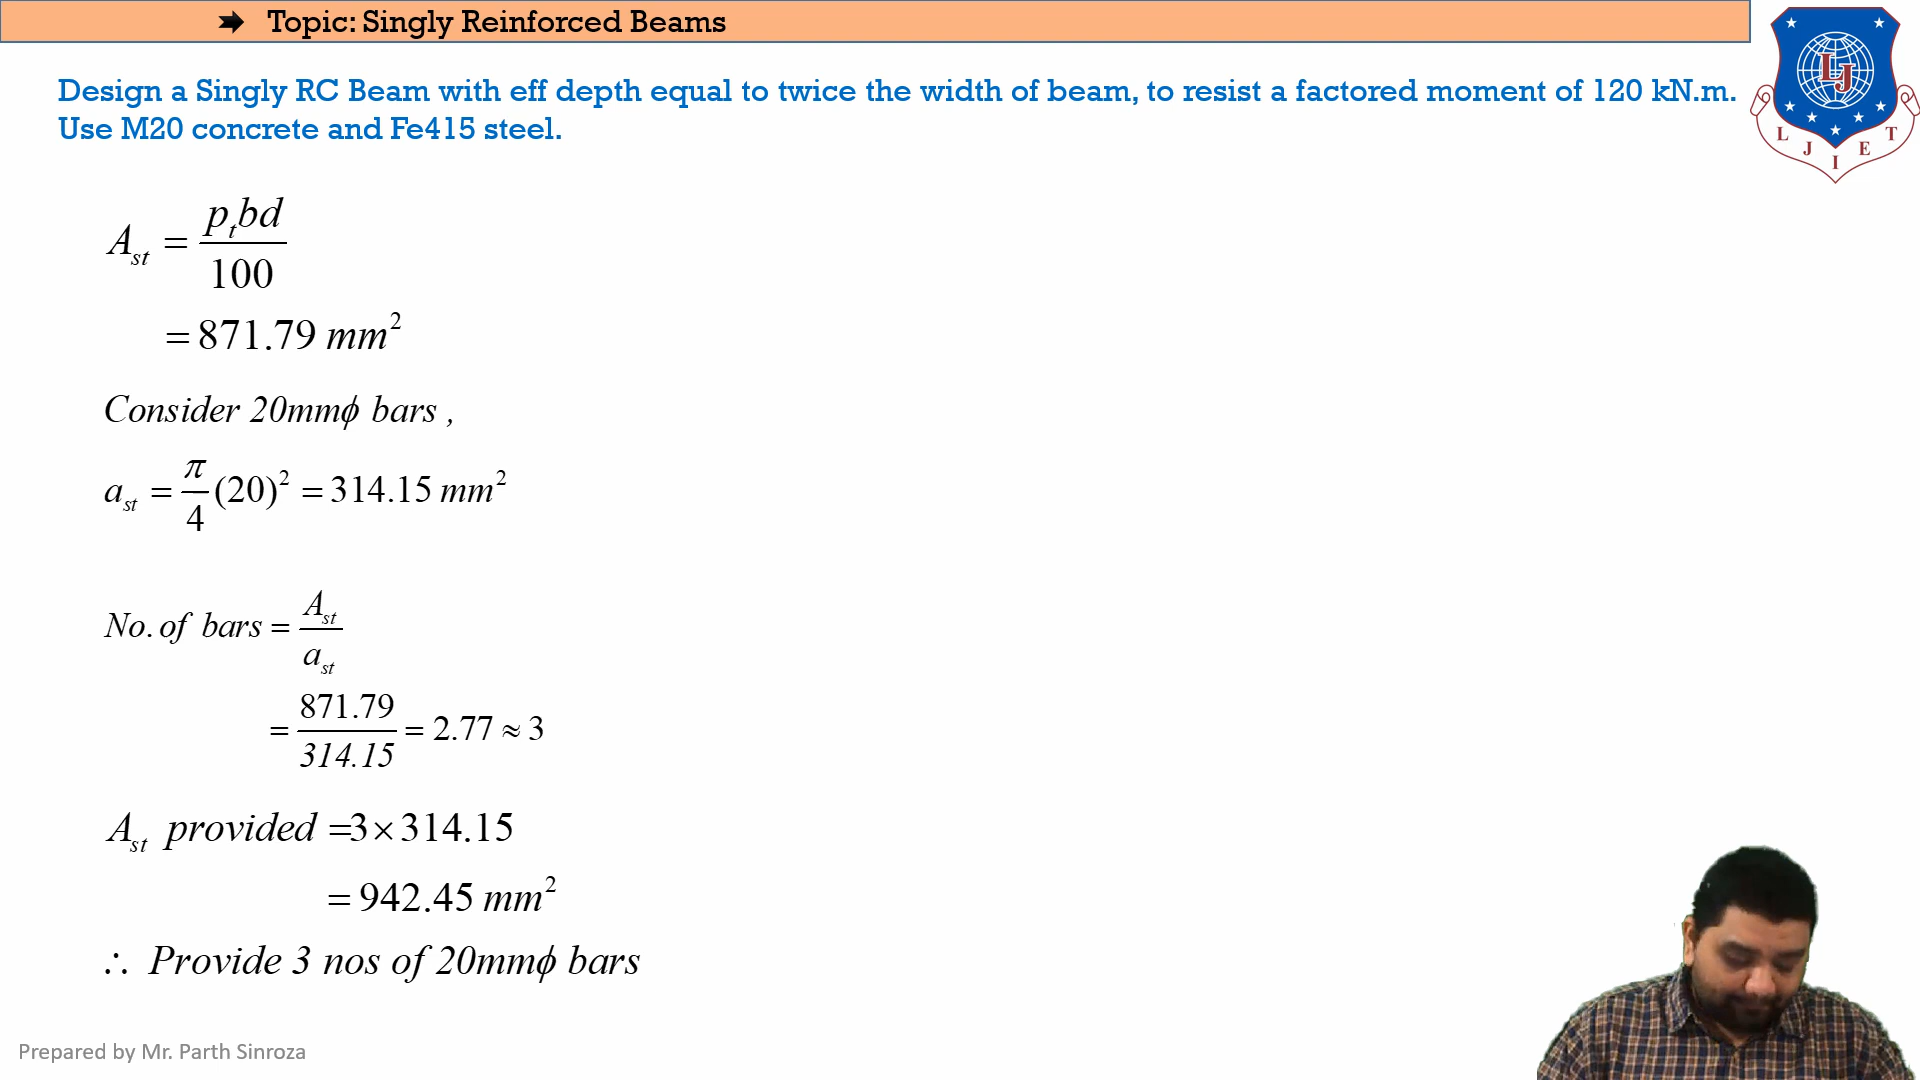 ➡ Topic: Singly Reinforced Beams
Design a Singly RC Beam with eff depth equal to twice the width of beam, to resist a factored moment of 120 kN.m.
Use M20 concrete and Fe415 steel.
LJ
L J I E T
A_st = p_t bd / 100
= 871.79 mm²
Consider 20mmϕ bars ,
a_st = π/4 (20)² = 314.15 mm²
No. of bars = A_st / a_st
= 871.79 / 314.15 = 2.77 ≈ 3
A_st provided =3×314.15
= 942.45 mm²
∴ Provide 3 nos of 20mmϕ bars
Prepared by Mr. Parth Sinroza